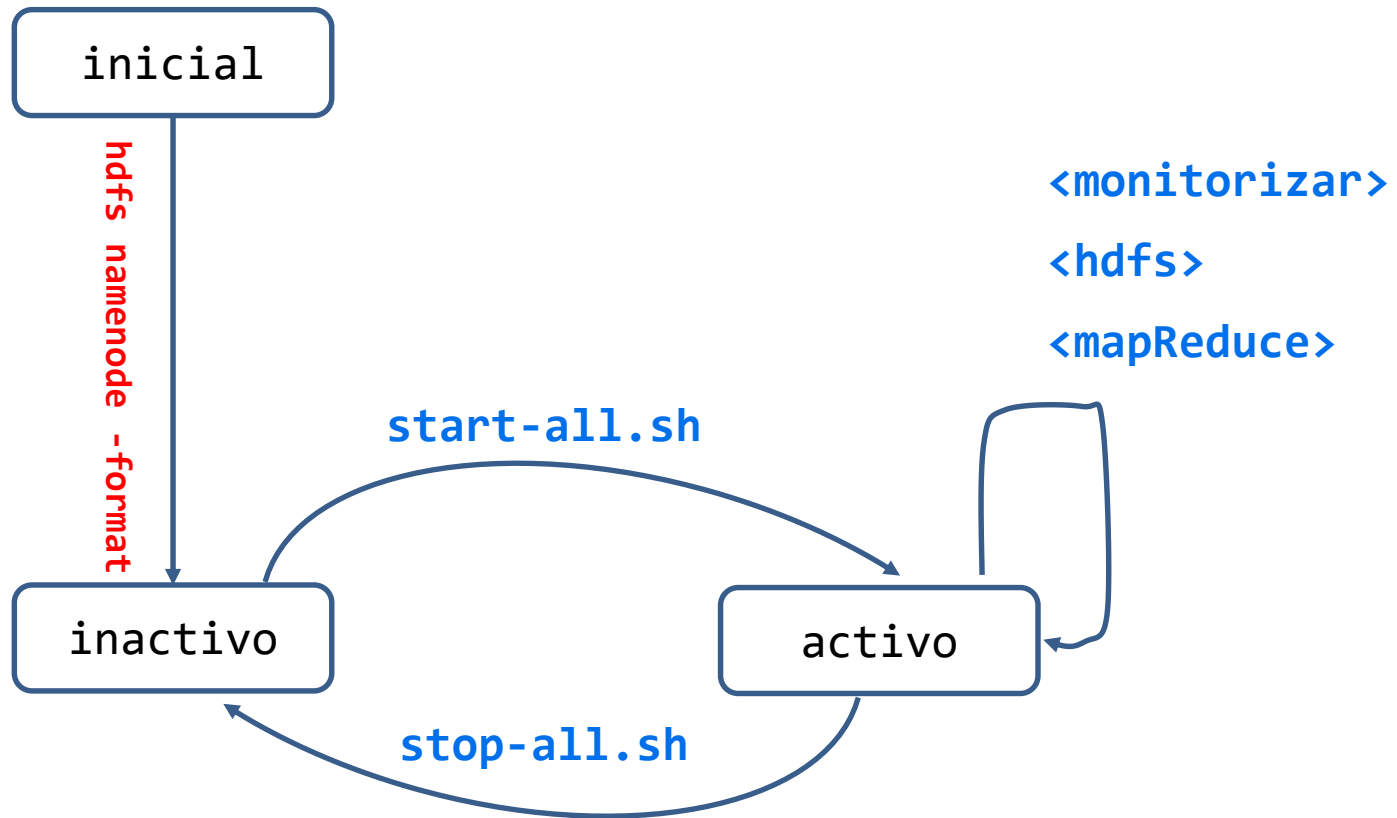 inicial
hdfs namenode -format
<monitorizar>
<hdfs>
<mapReduce>
start-all.sh
inactivo
activo
stop-all.sh